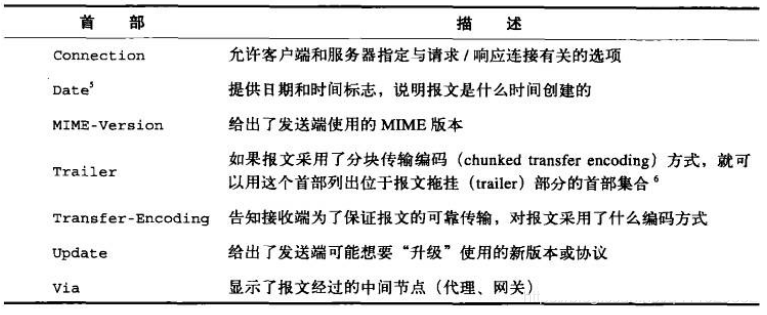 首 部 描 述
Connection 允许客户端和服务器指定与请求/响应连接有关的选项
Date⁵ 提供日期和时间标志，说明报文是什么时间创建的
MIME-Version 给出了发送端使用的 MIME 版本
Trailer 如果报文采用了分块传输编码（chunked transfer encoding）方式，就可
以用这个首部列出位于报文拖挂（trailer）部分的首部集合⁶
Transfer-Encoding 告知接收端为了保证报文的可靠传输，对报文采用了什么编码方式
Update 给出了发送端可能想要“升级”使用的新版本或协议
Via 显示了报文经过的中间节点（代理、网关）